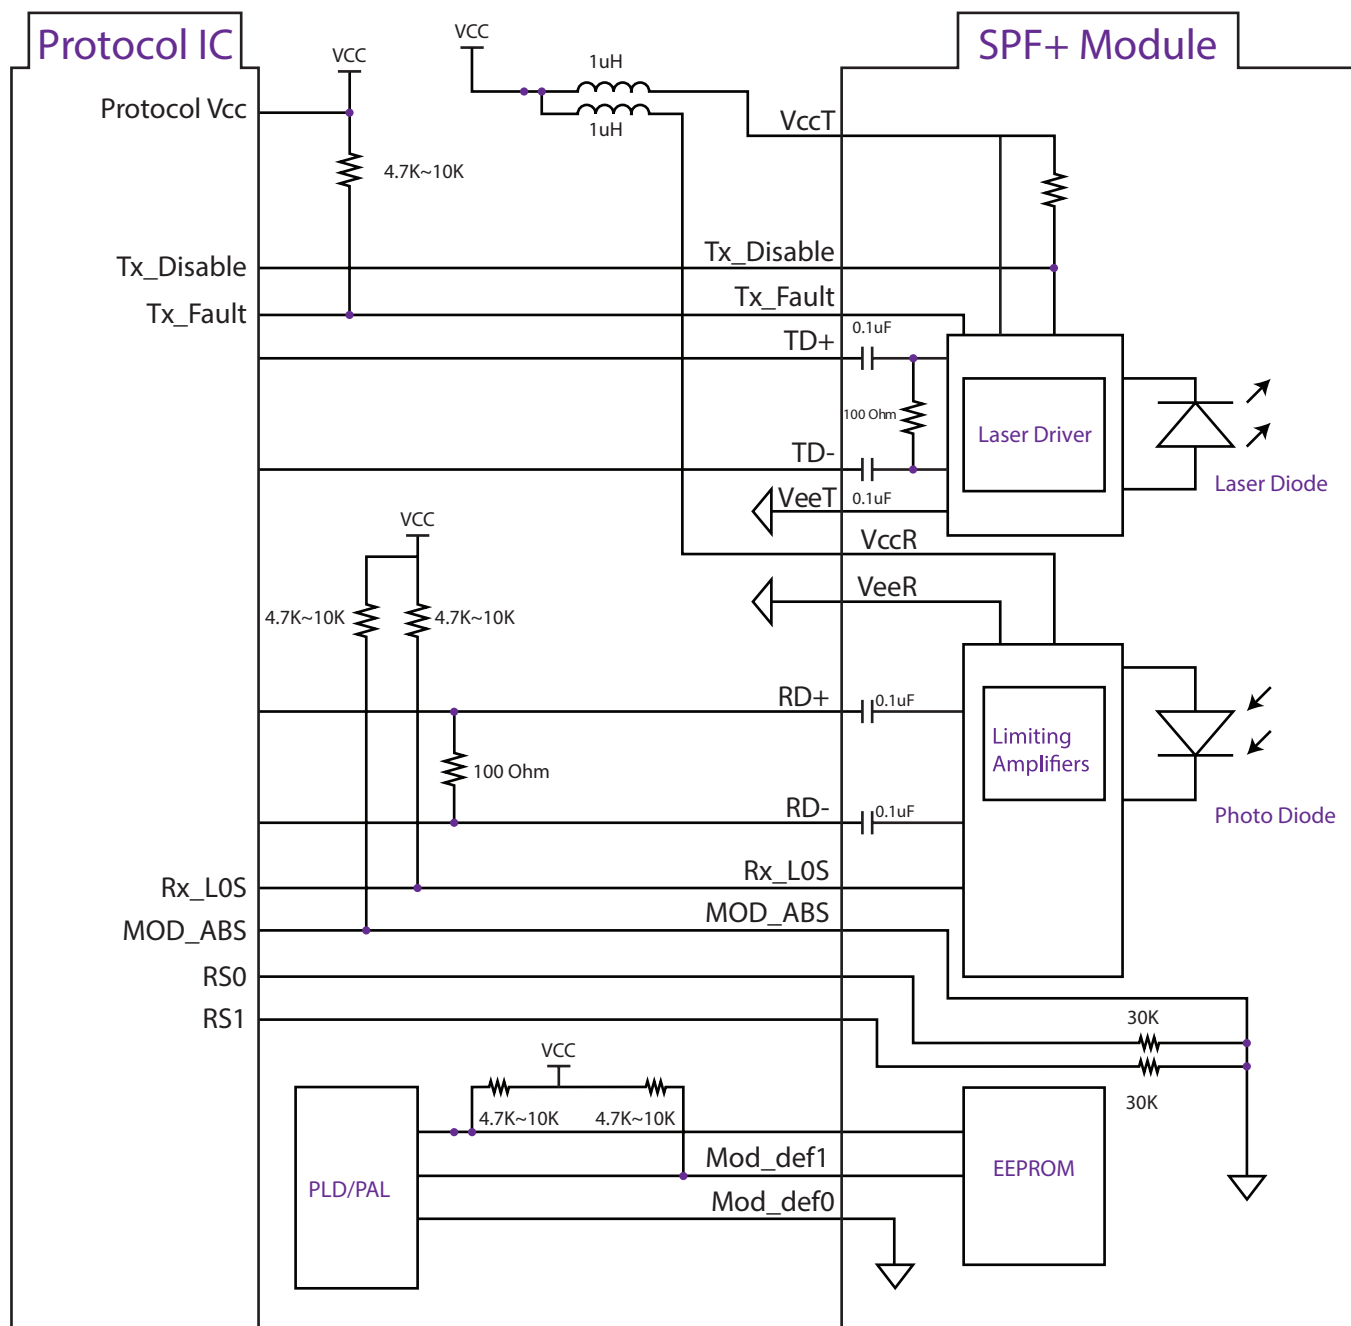 Protocol IC
SPF+ Module
VCC
VCC
1uH
1uH
Protocol Vcc
VccT
4.7K~10K
Tx_Disable
Tx_Disable
Tx_Fault
Tx_Fault
0.1uF
TD+
100 Ohm
Laser Driver
TD-
Laser Diode
VeeT
0.1uF
VCC
VccR
VeeR
4.7K~10K
4.7K~10K
RD+
0.1uF
Limiting
Amplifiers
100 Ohm
RD-
0.1uF
Photo Diode
Rx_L0S
Rx_L0S
MOD_ABS
MOD_ABS
RS0
RS1
30K
VCC
30K
4.7K~10K
4.7K~10K
Mod_def1
EEPROM
PLD/PAL
Mod_def0